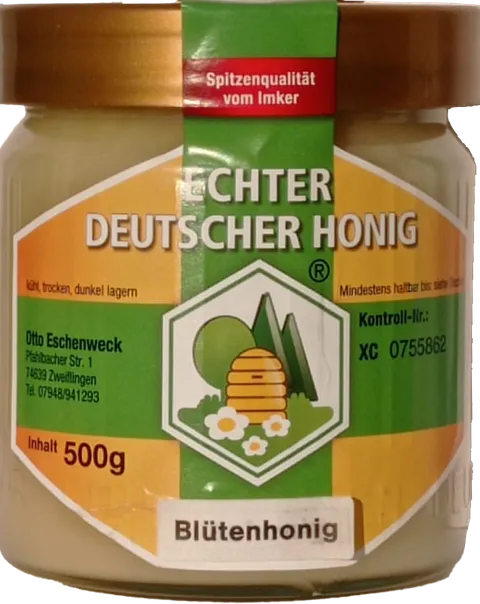 Spitzenqualität
vom Imker
ECHTER
DEUTSCHER HONIG
®
kühl, trocken, dunkel lagern
Mindestens haltbar bis: siehe
Otto Eschenweck
Pfahlbacher Str. 1
74639 Zweiflingen
Tel. 07948/941293
Kontroll-Nr.:
XC 0755862
Inhalt 500g
Blütenhonig